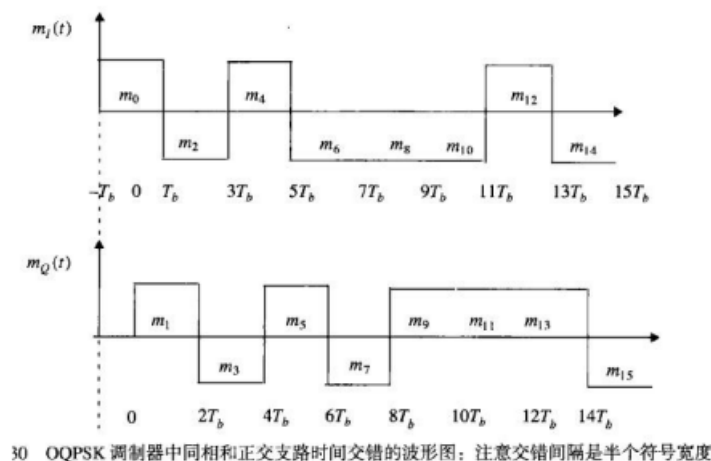 m_I(t)
m_0 m_4 m_12
m_2 m_6 m_8 m_10 m_14
-T_b 0 T_b 3T_b 5T_b 7T_b 9T_b 11T_b 13T_b 15T_b
m_Q(t)
m_1 m_5 m_9 m_11 m_13
m_3 m_7 m_15
0 2T_b 4T_b 6T_b 8T_b 10T_b 12T_b 14T_b
30 OQPSK 调制器中同相和正交支路时间交错的波形图；注意交错间隔是半个符号宽度